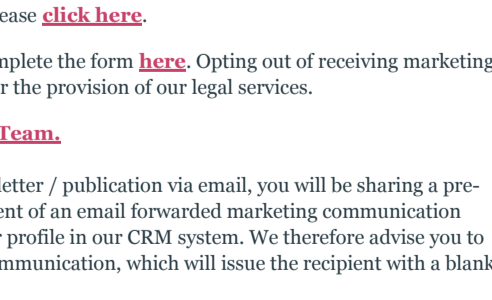 ease click here.
mplete the form here. Opting out of receiving marketing
r the provision of our legal services.
Team.
letter / publication via email, you will be sharing a pre-
ent of an email forwarded marketing communication
r profile in our CRM system. We therefore advise you to
mmunication, which will issue the recipient with a blank